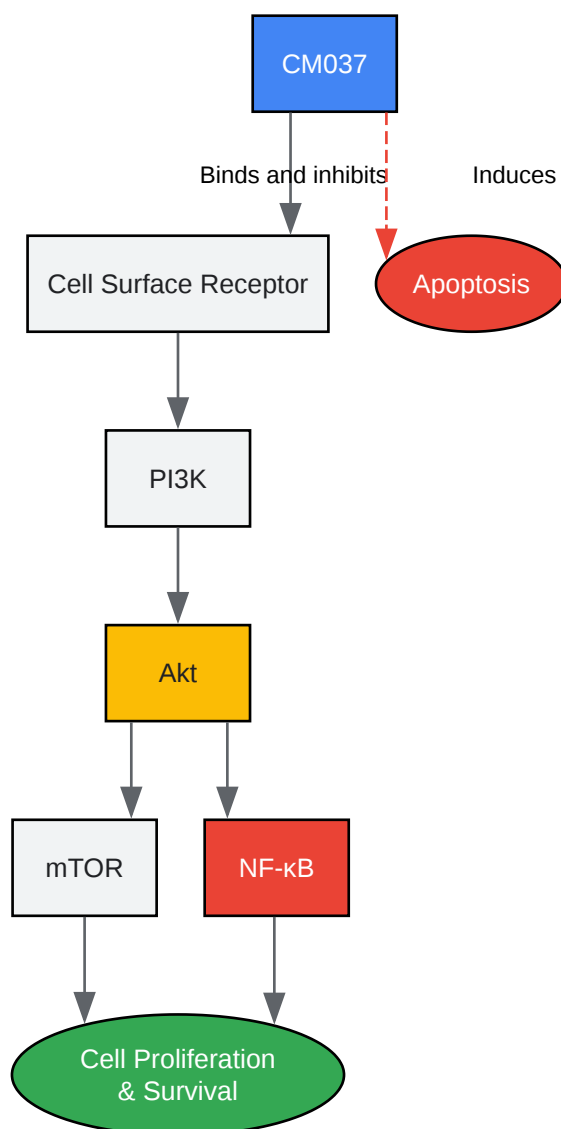 CM037
Binds and inhibits
Induces
Cell Surface Receptor
Apoptosis
PI3K
Akt
mTOR
NF-κB
Cell Proliferation
& Survival